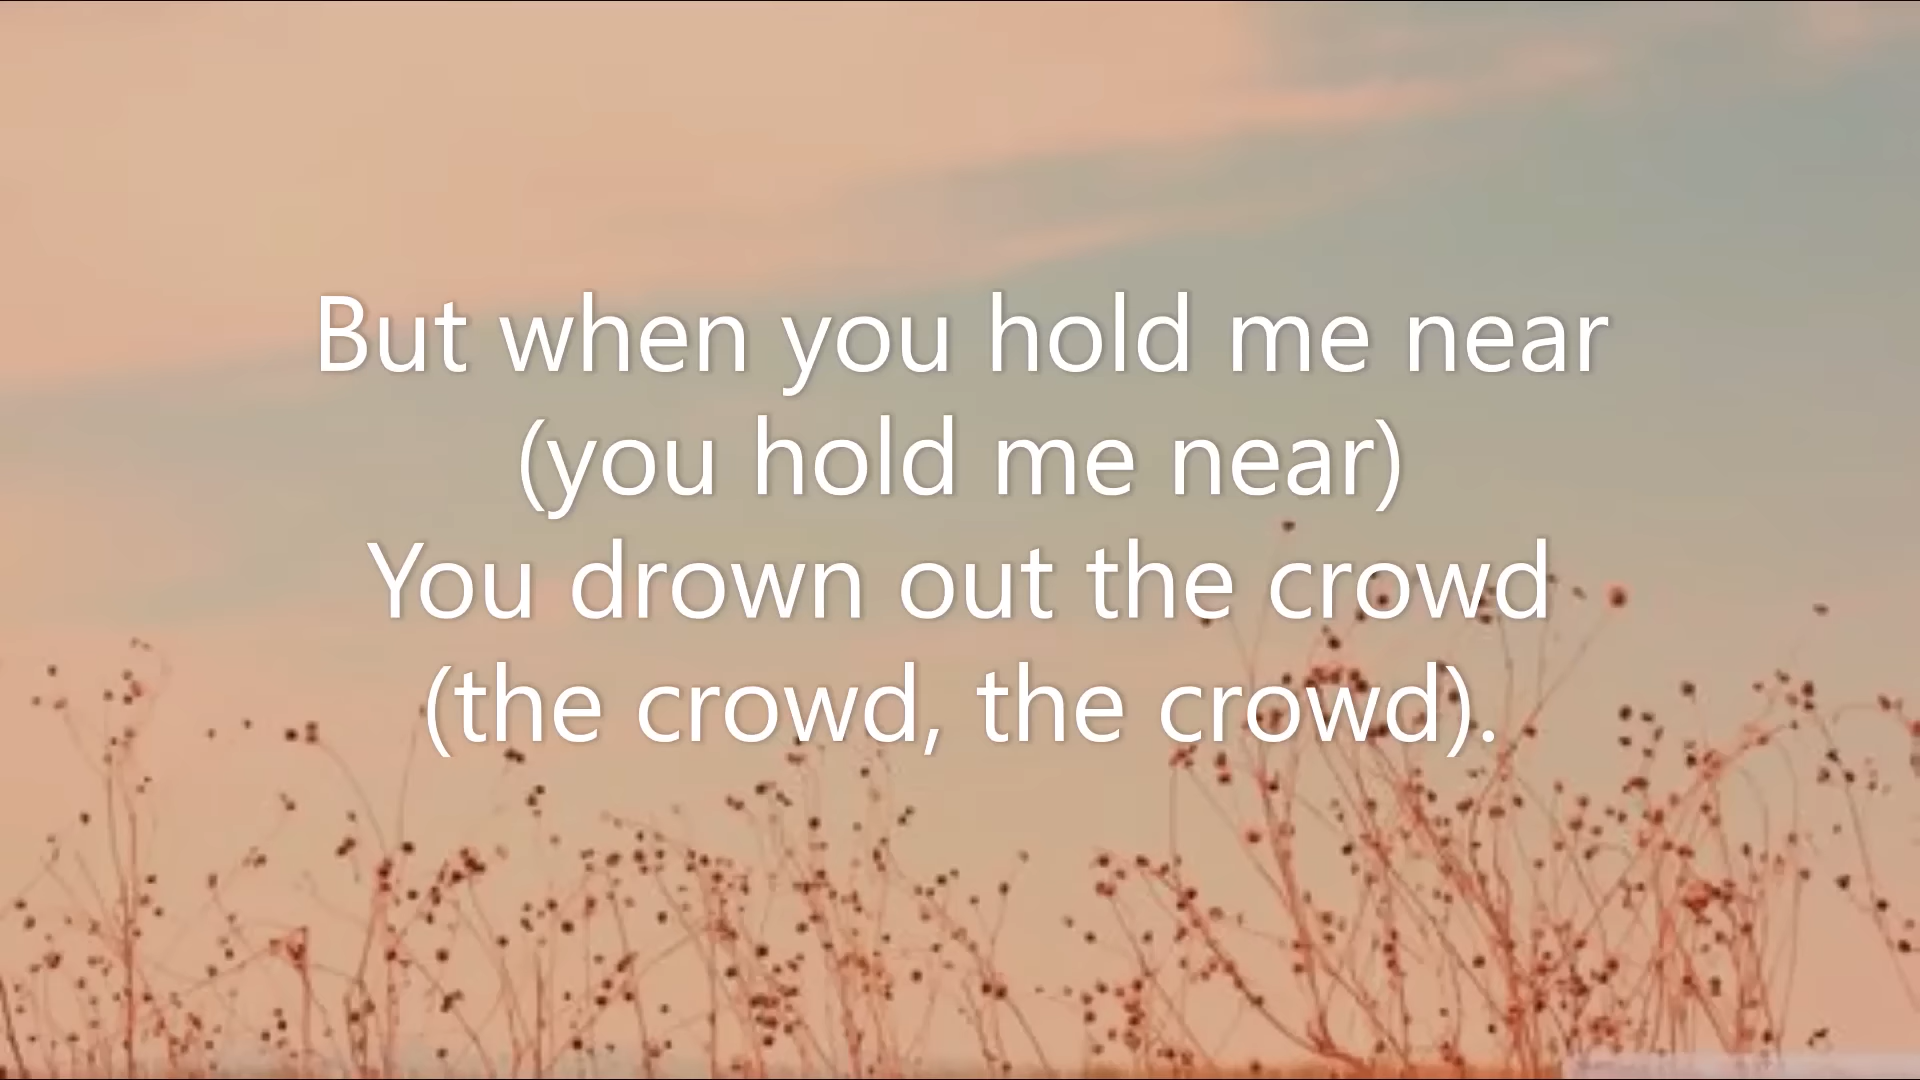 But when you hold me near
(you hold me near)
You drown out the crowd
(the crowd, the crowd).